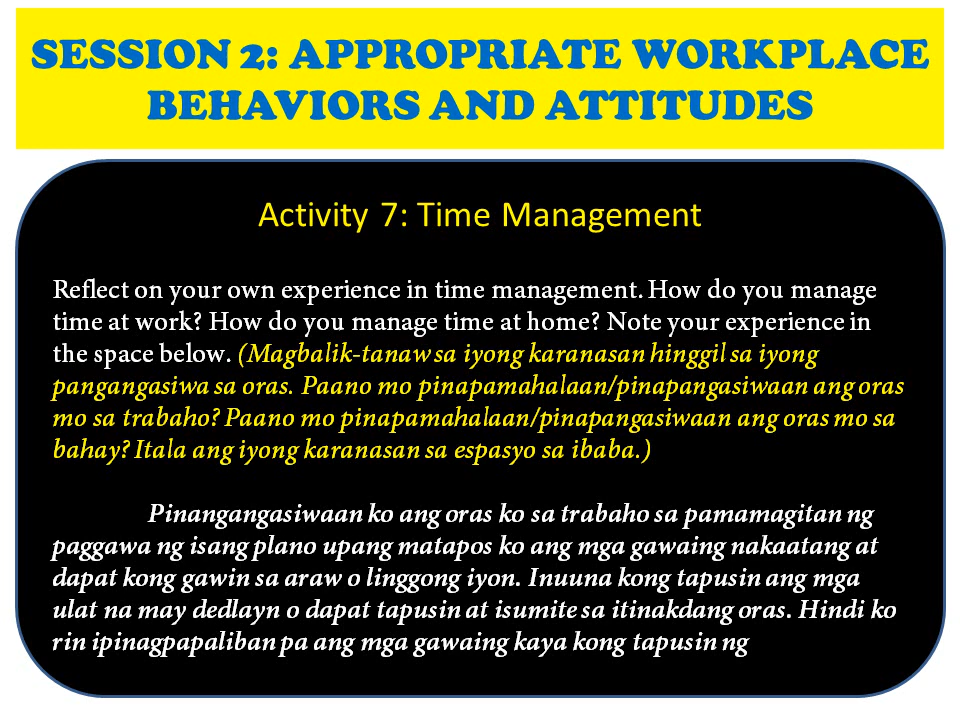 SESSION 2: APPROPRIATE WORKPLACE
BEHAVIORS AND ATTITUDES
Activity 7: Time Management
Reflect on your own experience in time management. How do you manage
time at work? How do you manage time at home? Note your experience in
the space below. (Magbalik-tanaw sa iyong karanasan hinggil sa iyong
pangangasiwa sa oras. Paano mo pinapamahalaan/pinapangasiwaan ang oras
mo sa trabaho? Paano mo pinapamahalaan/pinapangasiwaan ang oras mo sa
bahay? Itala ang iyong karanasan sa espasyo sa ibaba.)
Pinangangasiwaan ko ang oras ko sa trabaho sa pamamagitan ng
paggawa ng isang plano upang matapos ko ang mga gawaing nakaatang at
dapat kong gawin sa araw o linggong iyon. Inuuna kong tapusin ang mga
ulat na may dedlayn o dapat tapusin at isumite sa itinakdang oras. Hindi ko
rin ipinagpapaliban pa ang mga gawaing kaya kong tapusin ng